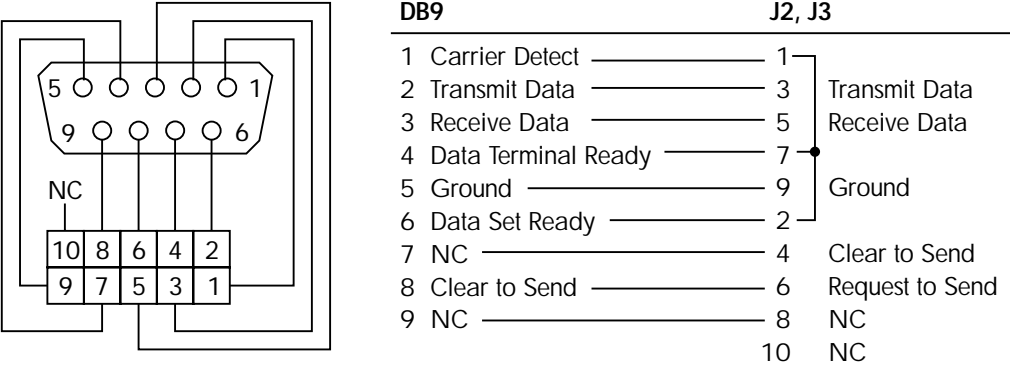 5 1
9 6
NC
10 8 6 4 2
9 7 5 3 1
DB9 J2, J3
1 Carrier Detect 1
2 Transmit Data 3 Transmit Data
3 Receive Data 5 Receive Data
4 Data Terminal Ready 7
5 Ground 9 Ground
6 Data Set Ready 2
7 NC 4 Clear to Send
8 Clear to Send 6 Request to Send
9 NC 8 NC
10 NC